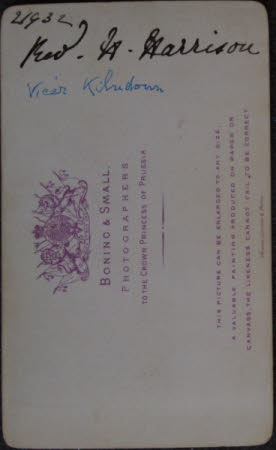 21932
Rev. H. Harrison
Vicar Kilndown
BONINO & SMALL,
PHOTOGRAPHERS
TO THE CROWN PRINCESS OF PRUSSIA
THIS PICTURE CAN BE ENLARGED TO ANY SIZE.
A VALUABLE PAINTING PRODUCED ON PAPER OR
CANVASS THE LIKENESS CANNOT FAIL TO BE CORRECT